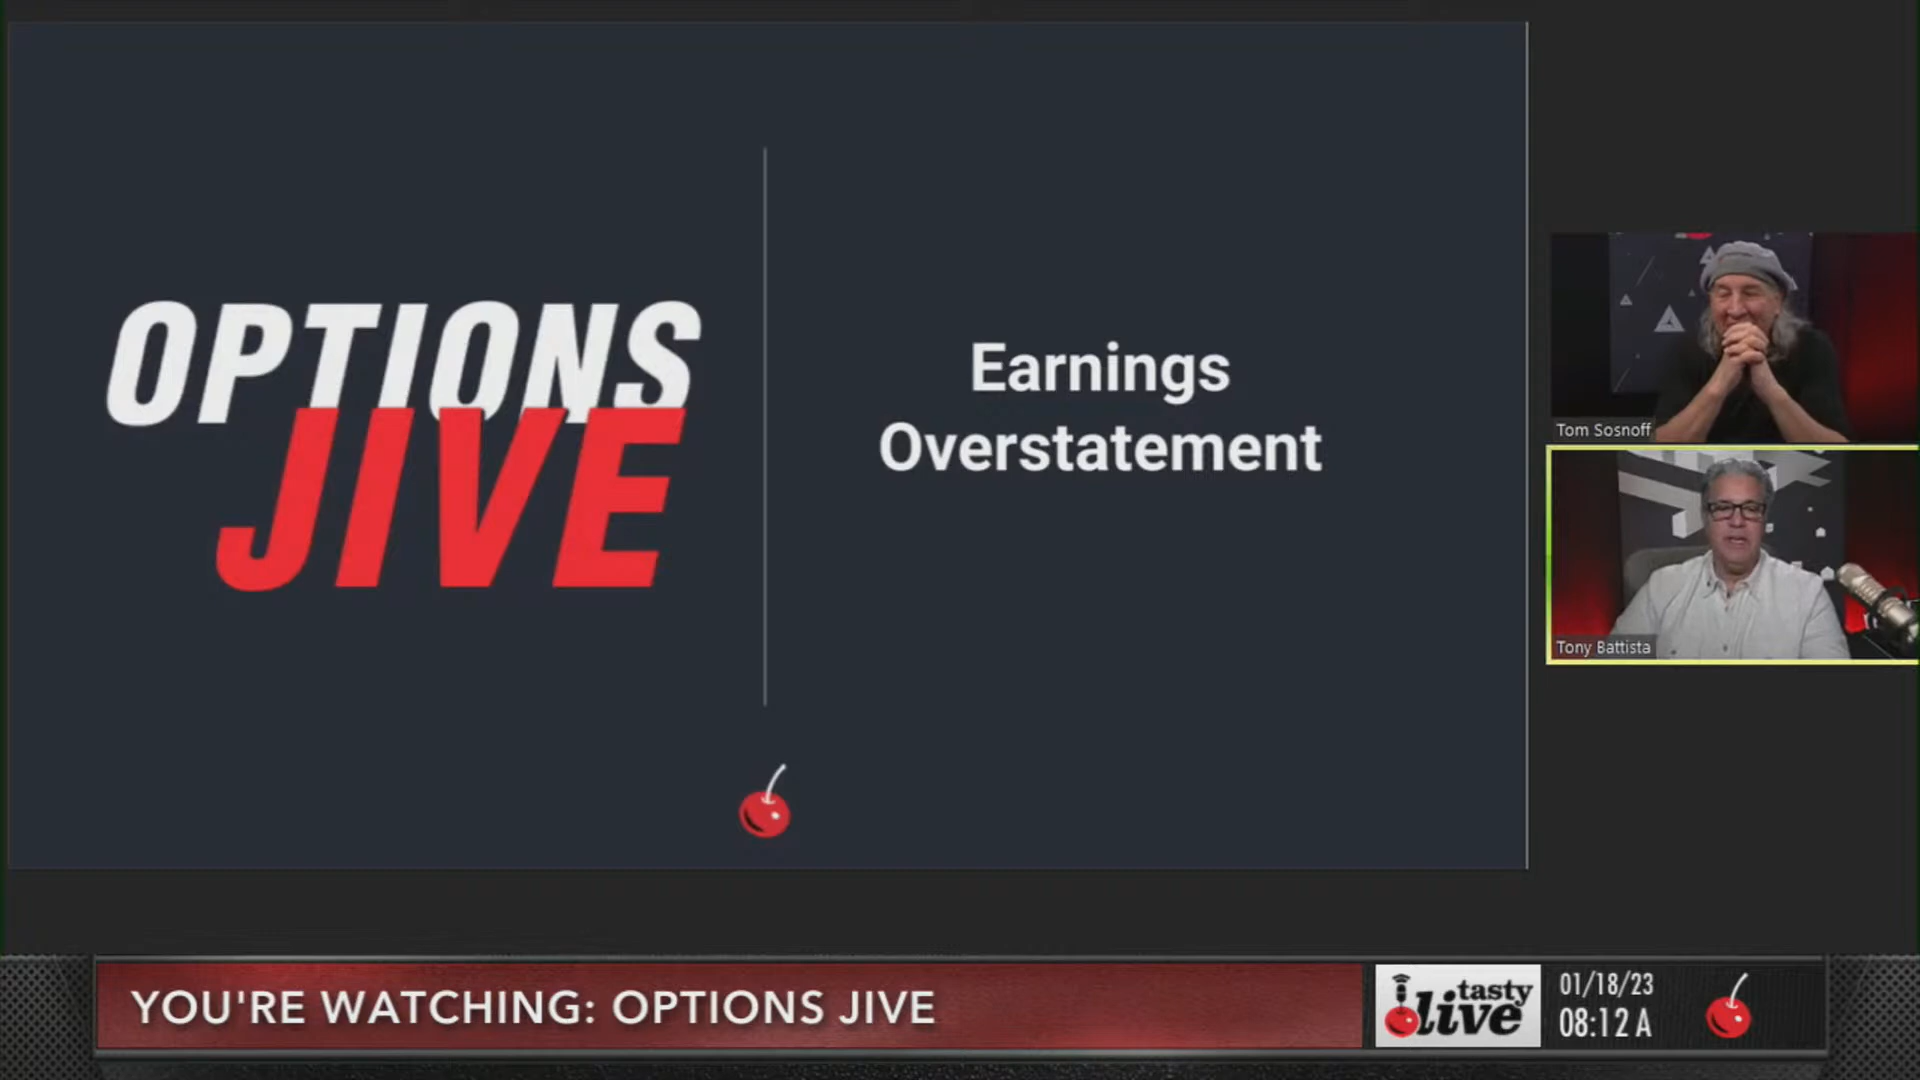 OPTIONS
JIVE
Earnings
Overstatement
Tom Sosnoff
Tony Battista
YOU'RE WATCHING: OPTIONS JIVE
tasty
live
01/18/23
08:12 A